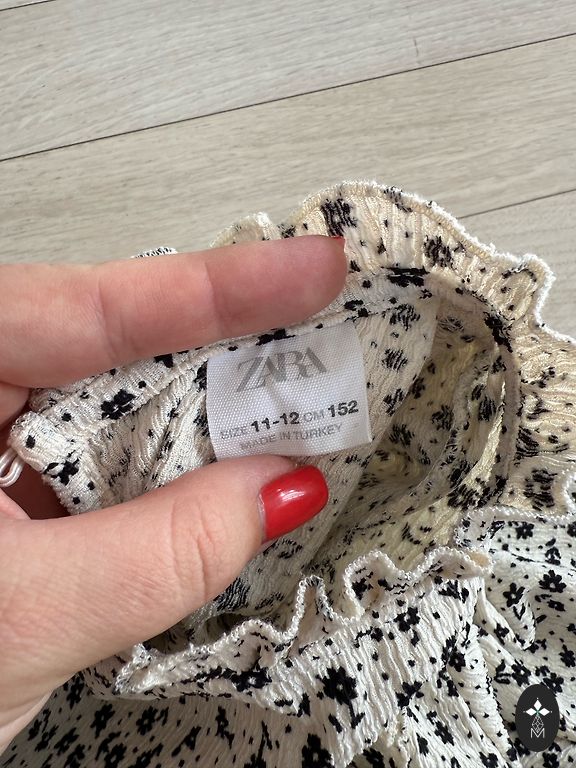 ZARA
SIZE 11-12 CM 152
MADE IN TURKEY
M